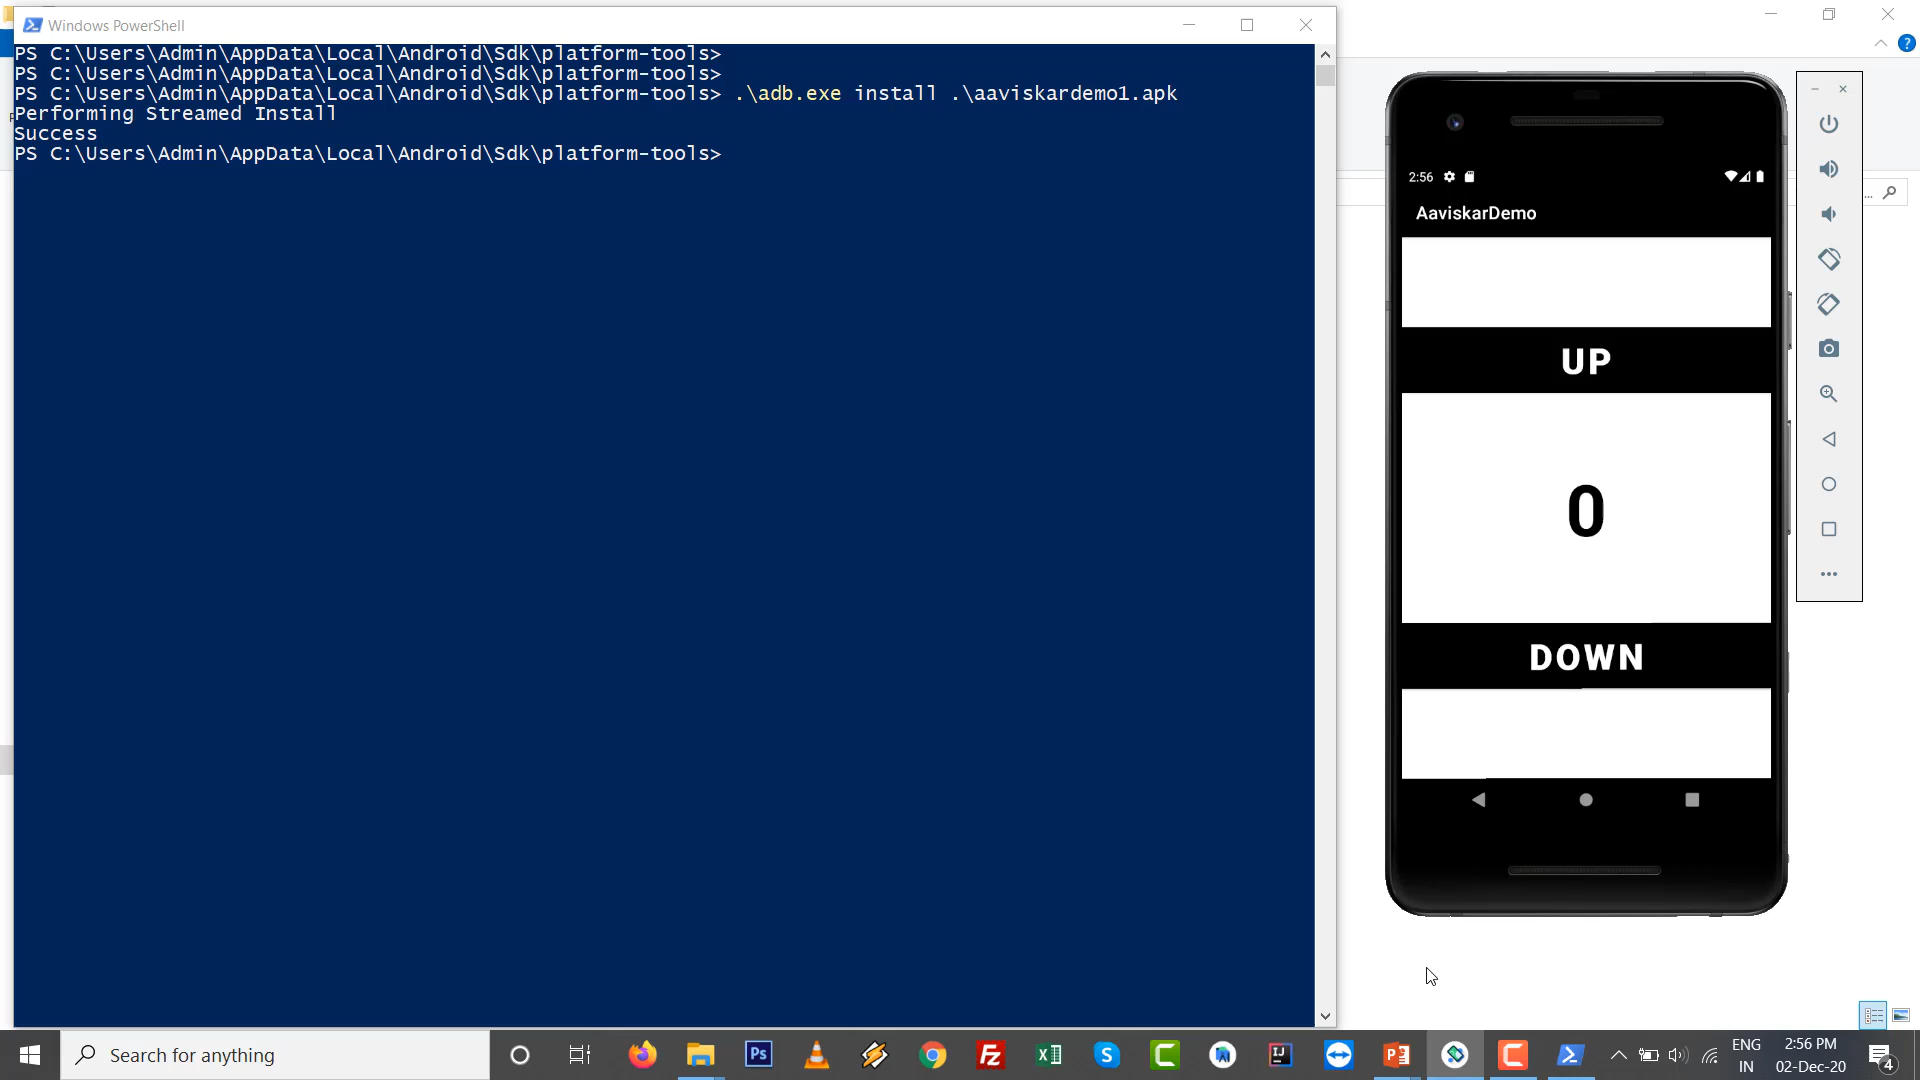 Windows PowerShell
PS C:\Users\Admin\AppData\Local\Android\Sdk\platform-tools>
PS C:\Users\Admin\AppData\Local\Android\Sdk\platform-tools>
PS C:\Users\Admin\AppData\Local\Android\Sdk\platform-tools> .\adb.exe install .\aaviskardemo1.apk
Performing Streamed Install
Success
PS C:\Users\Admin\AppData\Local\Android\Sdk\platform-tools>
2:56
AaviskarDemo
UP
0
DOWN
Search for anything
ENG
IN
2:56 PM
02-Dec-20
4